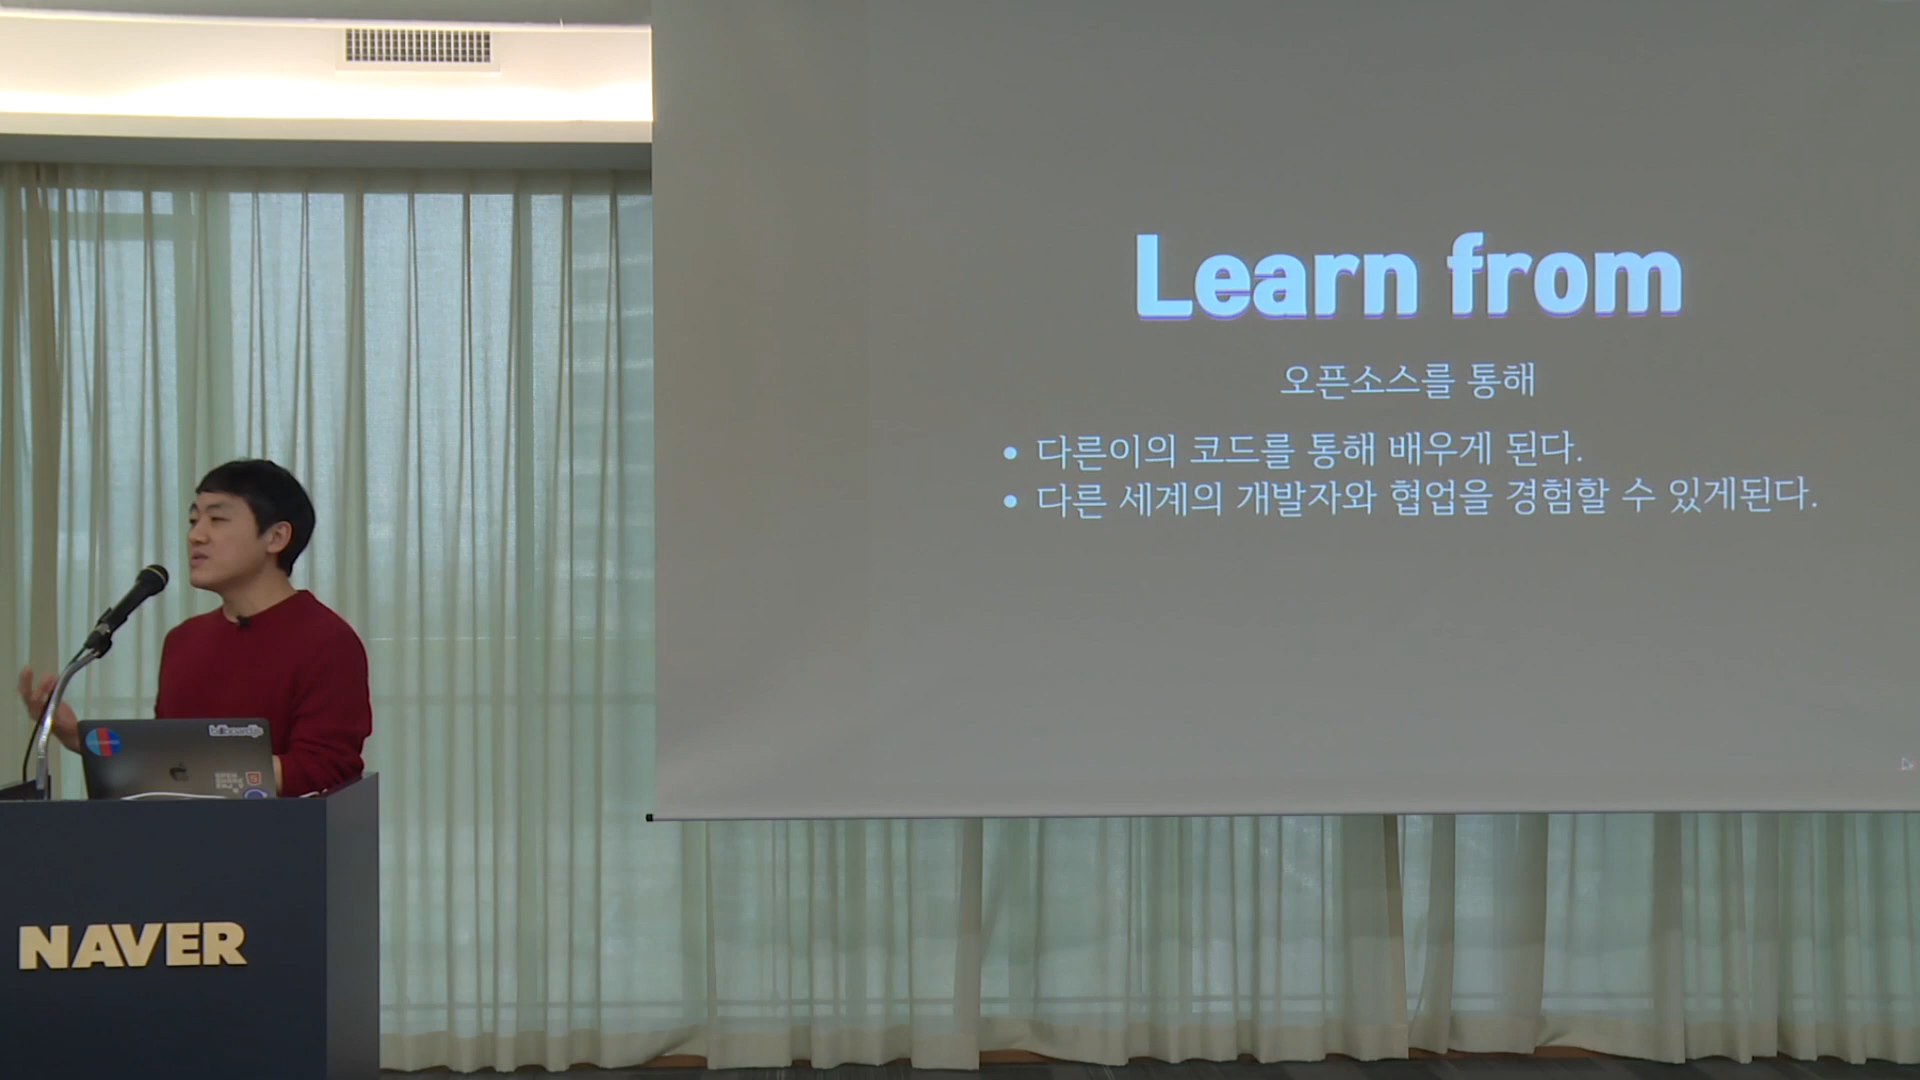 Learn from
오픈소스를 통해
• 다른이의 코드를 통해 배우게 된다.
• 다른 세계의 개발자와 협업을 경험할 수 있게된다.
billboard.js
NAVER